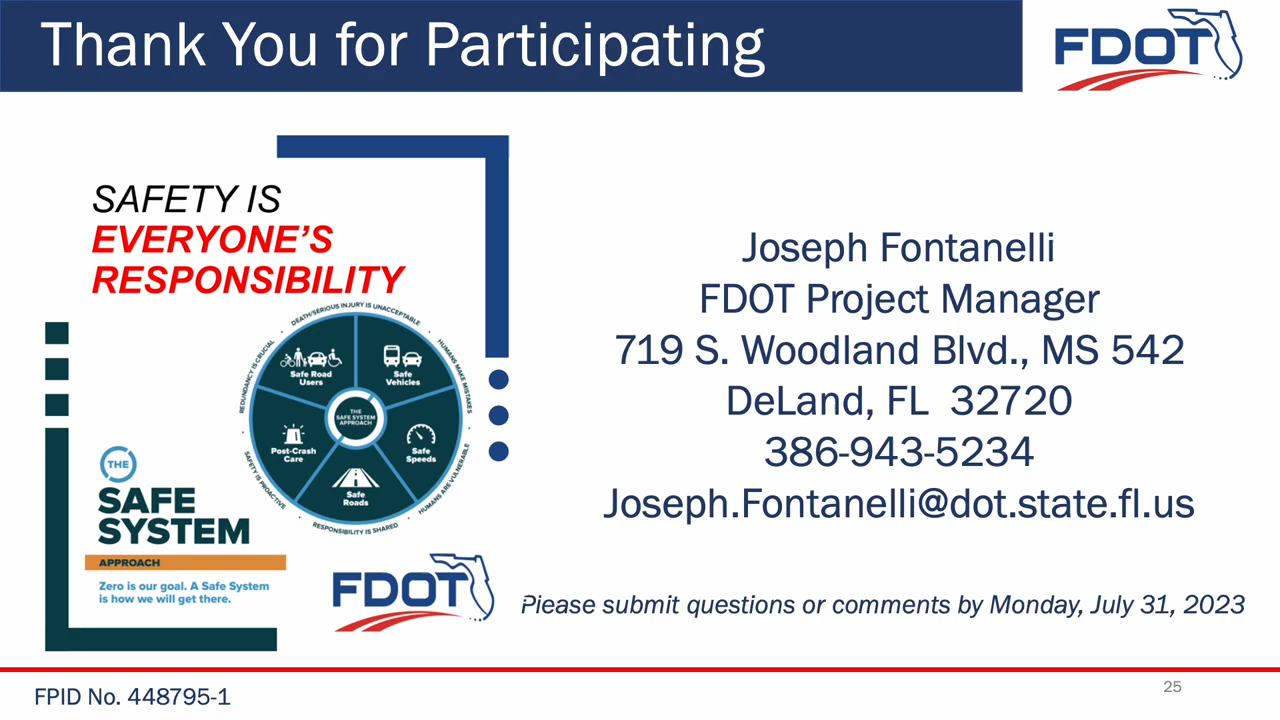 Thank You for Participating
FDOT
SAFETY IS
EVERYONE'S
RESPONSIBILITY
DEATH/SERIOUS INJURY IS UNACCEPTABLE
HUMANS MAKE MISTAKES
HUMANS ARE VULNERABLE
RESPONSIBILITY IS SHARED
SAFETY IS PROACTIVE
REDUNDANCY IS CRUCIAL
Safe Road
Users
Safe
Vehicles
THE
SAFE SYSTEM
APPROACH
Post-Crash
Care
Safe
Speeds
Safe
Roads
THE
SAFE
SYSTEM
APPROACH
Zero is our goal. A Safe System
is how we will get there.
FDOT
Joseph Fontanelli
FDOT Project Manager
719 S. Woodland Blvd., MS 542
DeLand, FL 32720
386-943-5234
Joseph.Fontanelli@dot.state.fl.us
Please submit questions or comments by Monday, July 31, 2023
FPID No. 448795-1
25